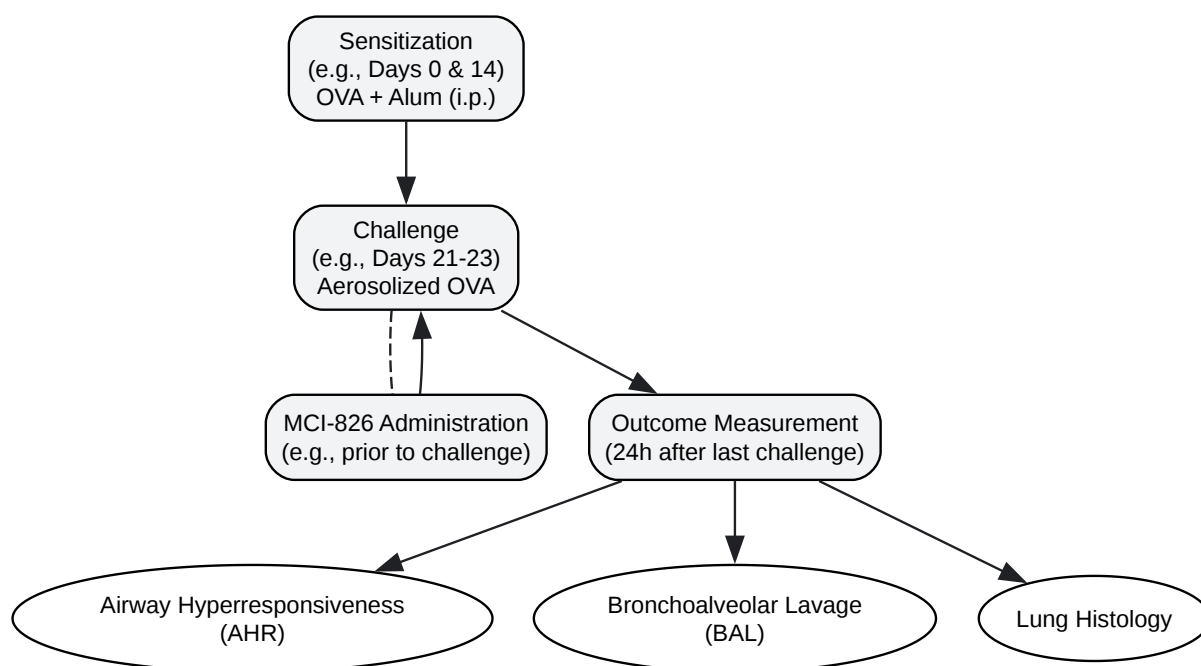 Sensitization
(e.g., Days 0 & 14)
OVA + Alum (i.p.)
Challenge
(e.g., Days 21-23)
Aerosolized OVA
MCI-826 Administration
(e.g., prior to challenge)
Outcome Measurement
(24h after last challenge)
Airway Hyperresponsiveness
(AHR)
Bronchoalveolar Lavage
(BAL)
Lung Histology